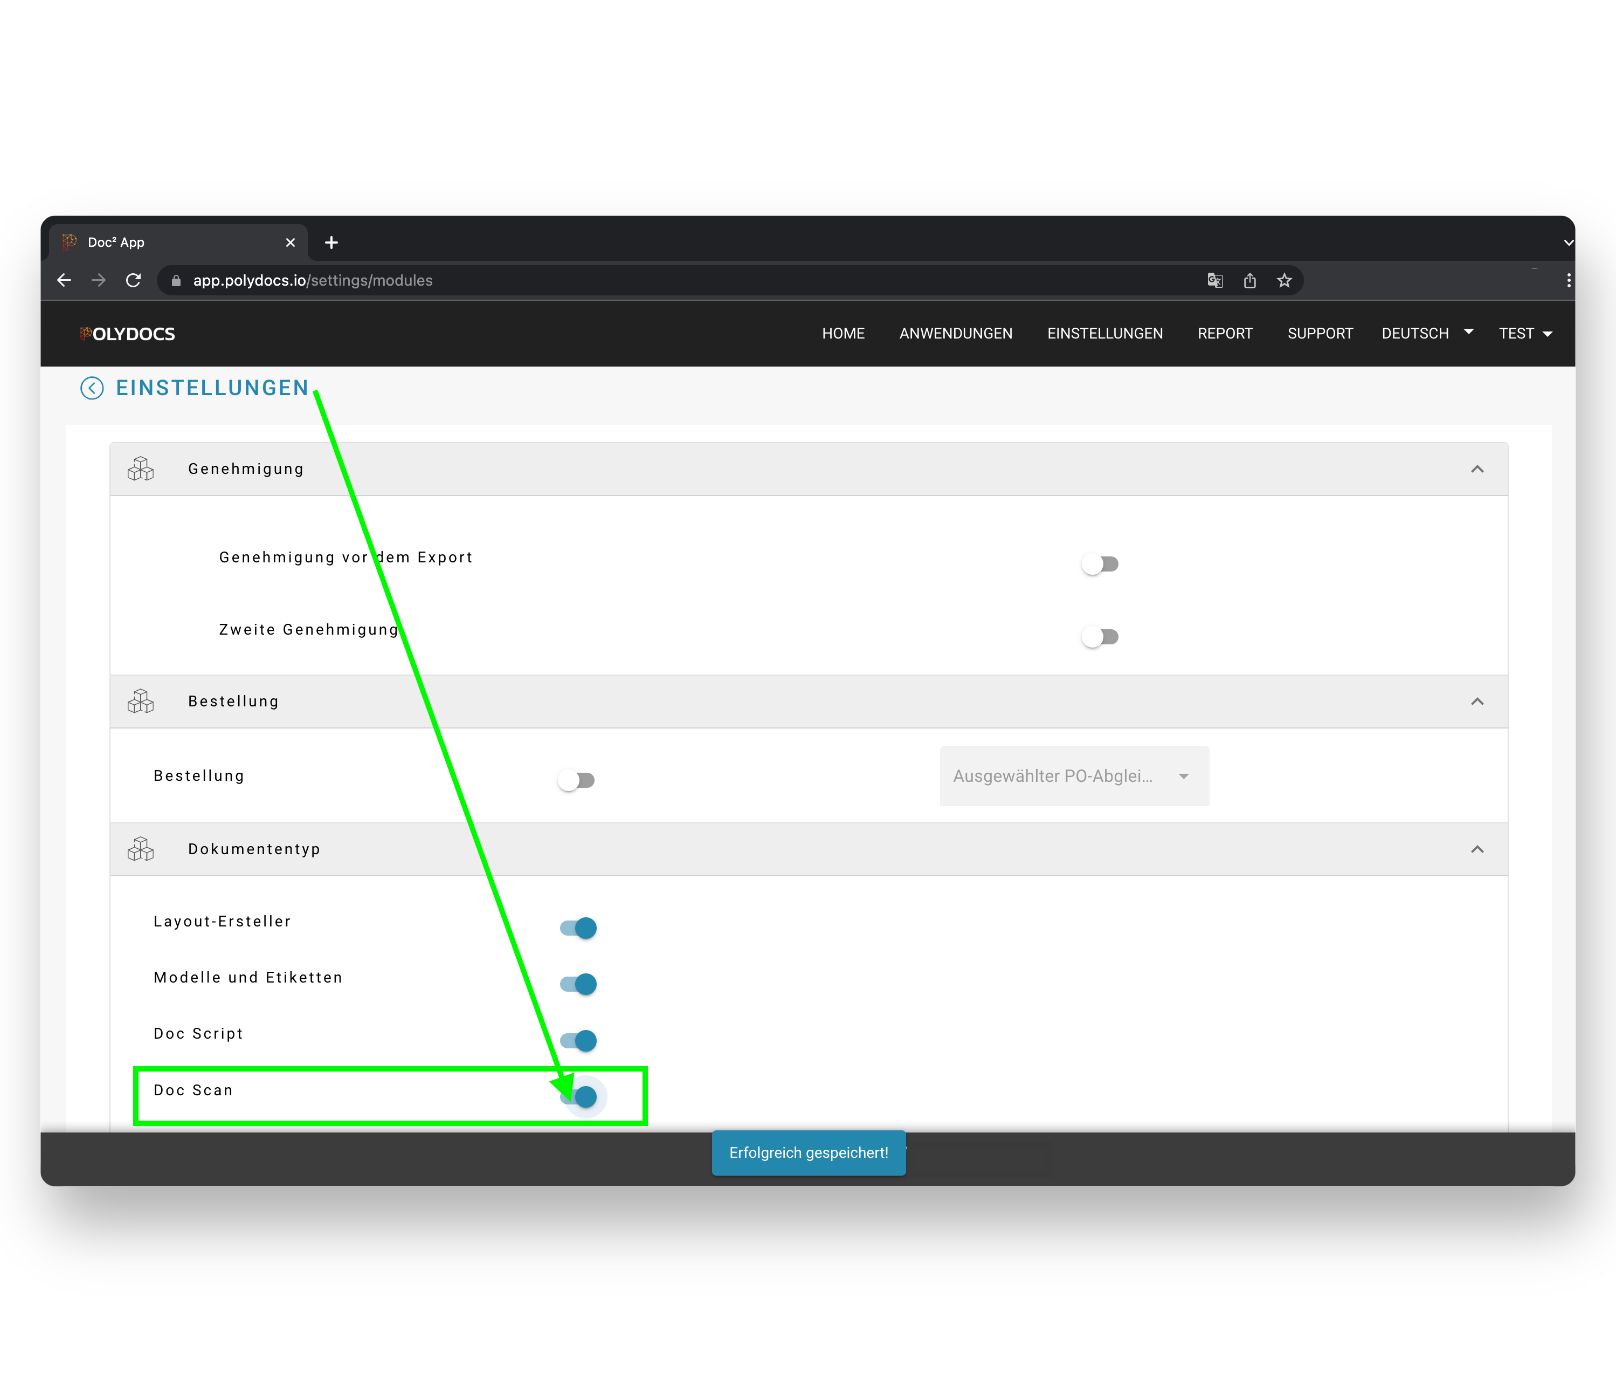 Doc² App
app.polydocs.io/settings/modules
POLYDOCS
HOME ANWENDUNGEN EINSTELLUNGEN REPORT SUPPORT DEUTSCH TEST
EINSTELLUNGEN
Genehmigung
Genehmigung vor dem Export
Zweite Genehmigung
Bestellung
Bestellung
Ausgewählter PO-Abglei...
Dokumententyp
Layout-Ersteller
Modelle und Etiketten
Doc Script
Doc Scan
Erfolgreich gespeichert!